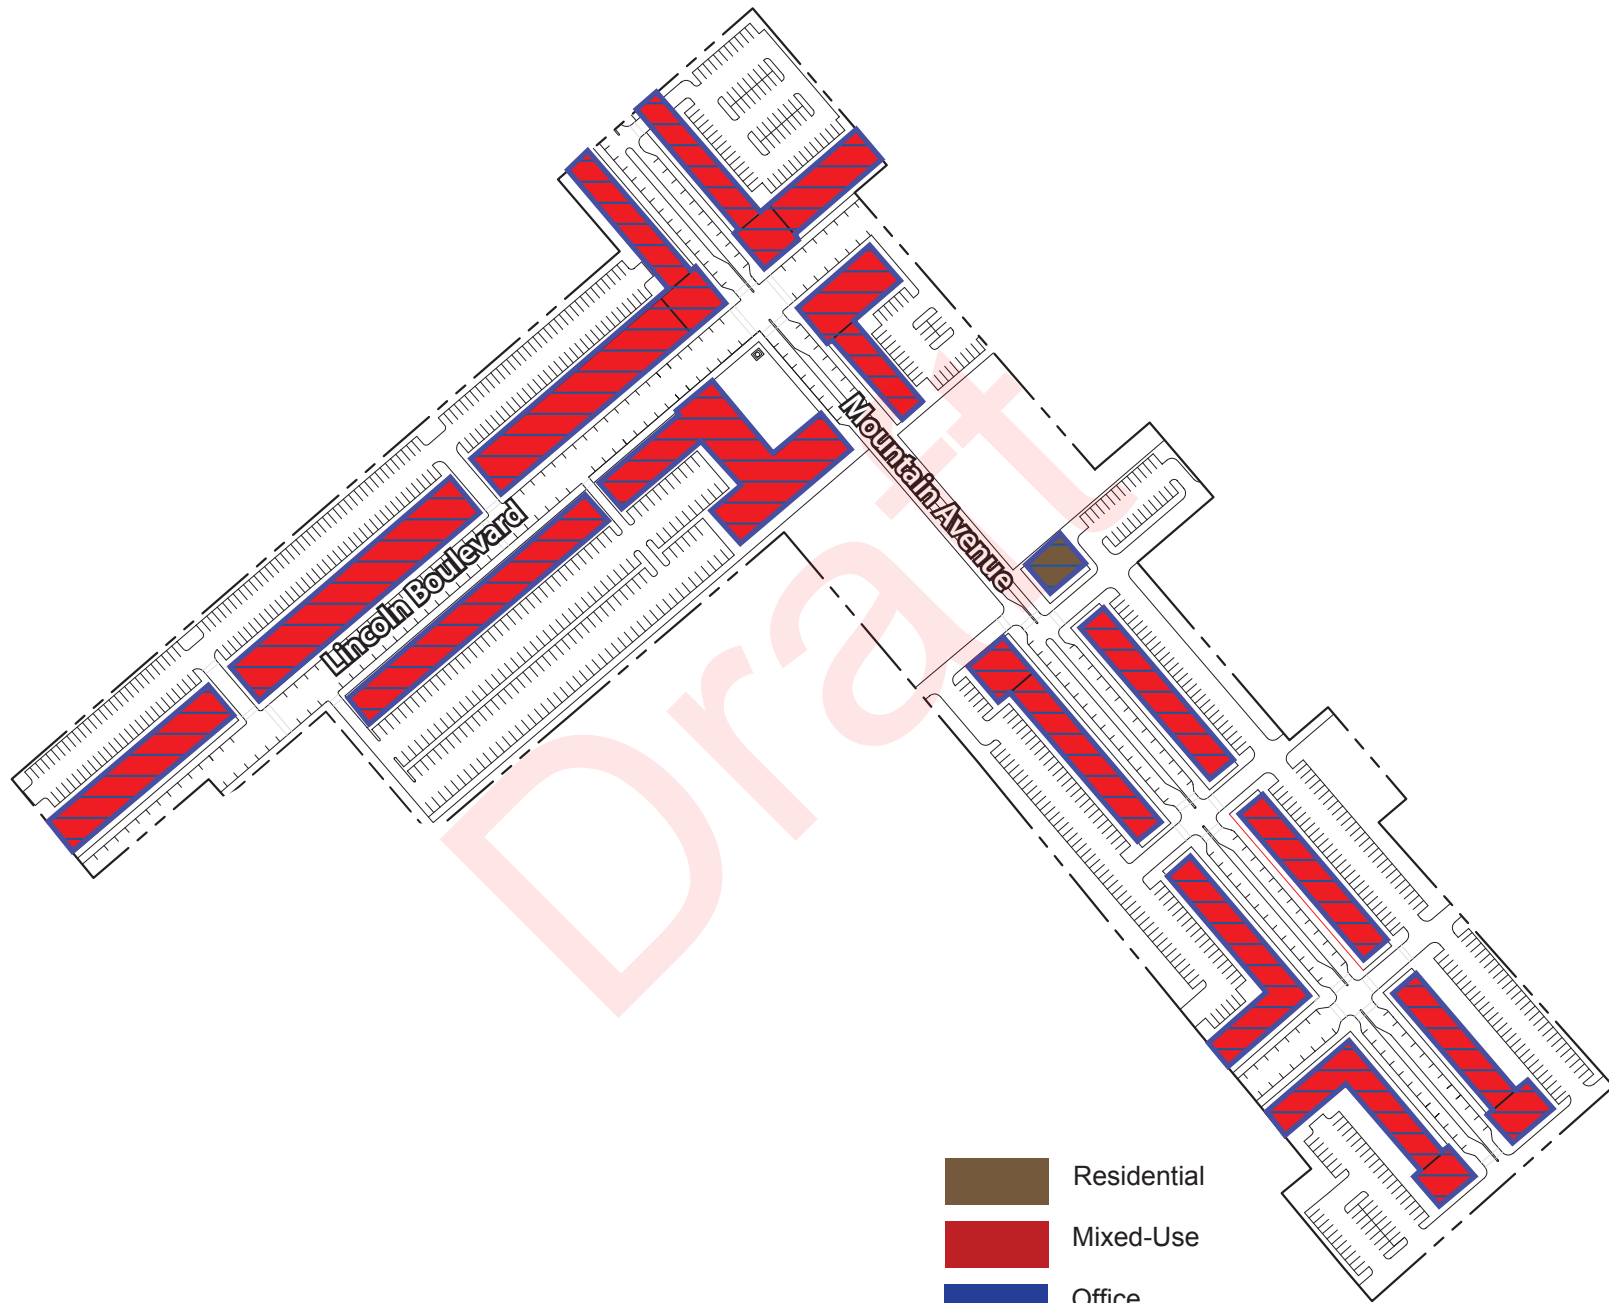 Mountain Avenue
Lincoln Boulevard
Draft
Residential
Mixed-Use
Office